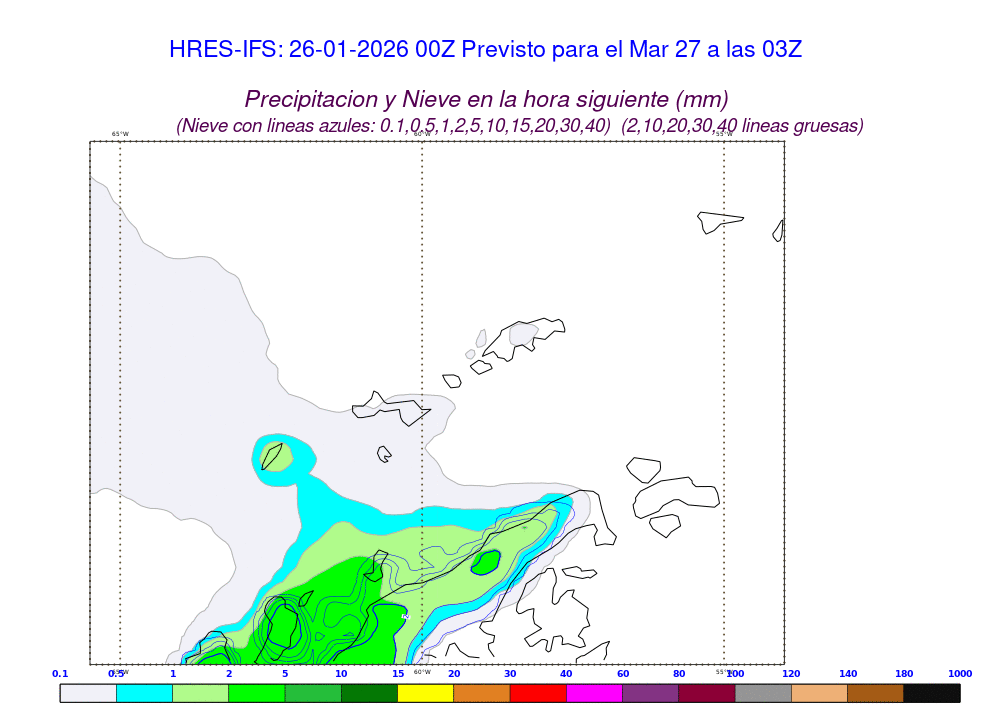 HRES-IFS: 26-01-2026 00Z Previsto para el Mar 27 a las 03Z
Precipitacion y Nieve en la hora siguiente (mm)
(Nieve con lineas azules: 0.1,0.5,1,2,5,10,15,20,30,40) (2,10,20,30,40 lineas gruesas)
65°W 60°W 55°W
0.1 0.5 1 2 5 10 15 20 30 40 60 80 100 120 140 180 1000
65°W 60°W 55°W